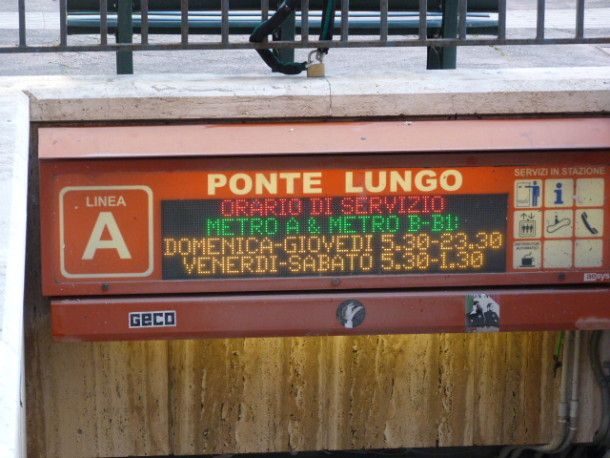 PONTE LUNGO
LINEA
A
ORARIO DI SERVIZIO
METRO A & METRO B-B1:
DOMENICA-GIOVEDI 5.30-23.30
VENERDI-SABATO 5.30-1.30
SERVIZI IN STAZIONE
i
GECO